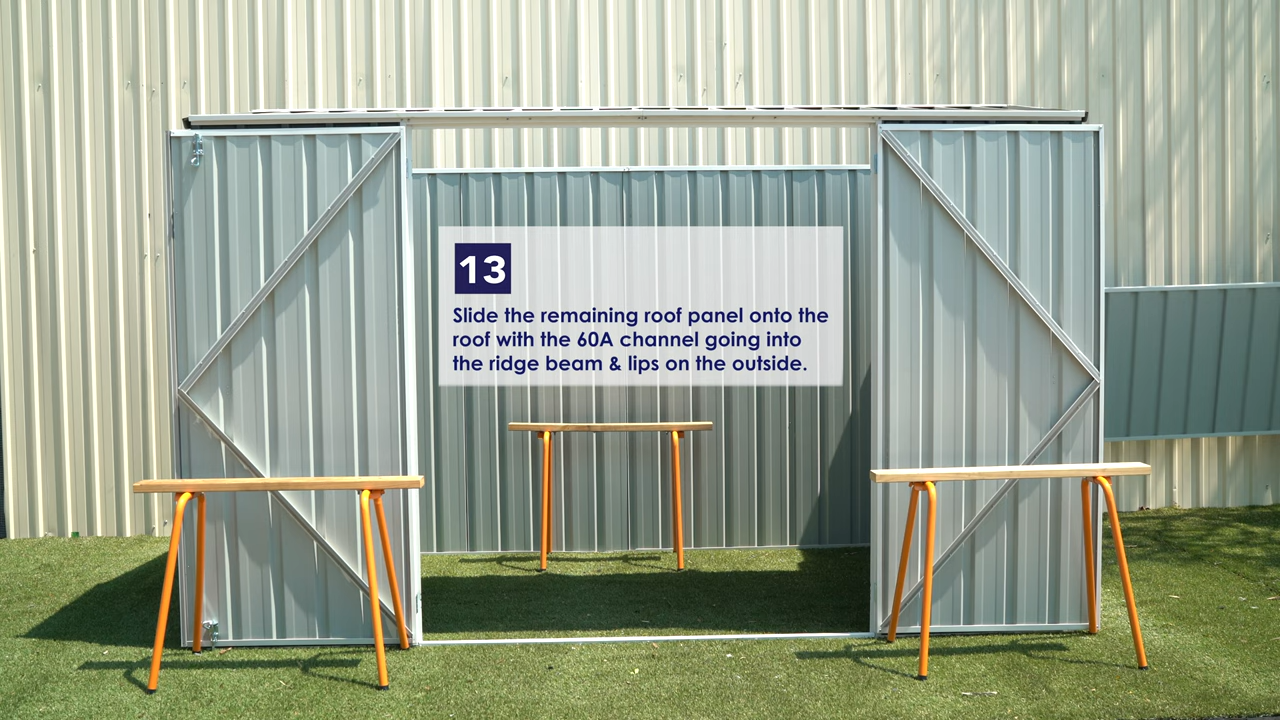 13
Slide the remaining roof panel onto the
roof with the 60A channel going into
the ridge beam & lips on the outside.